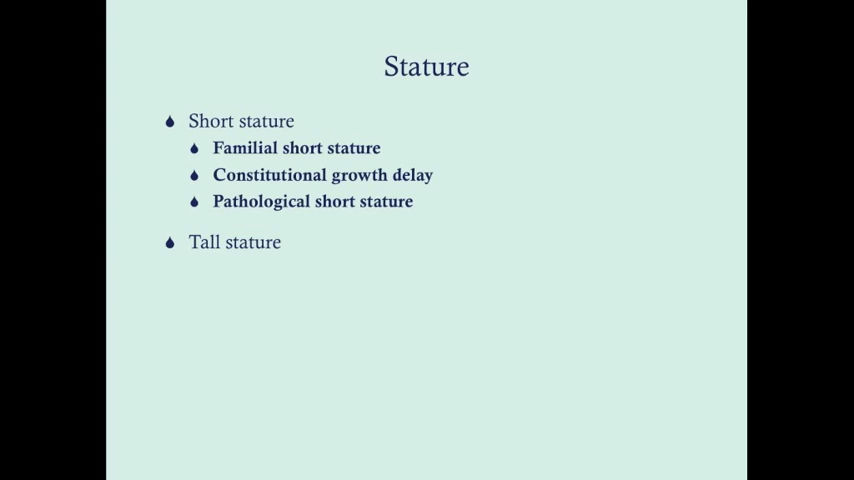 Stature
Short stature
Familial short stature
Constitutional growth delay
Pathological short stature
Tall stature